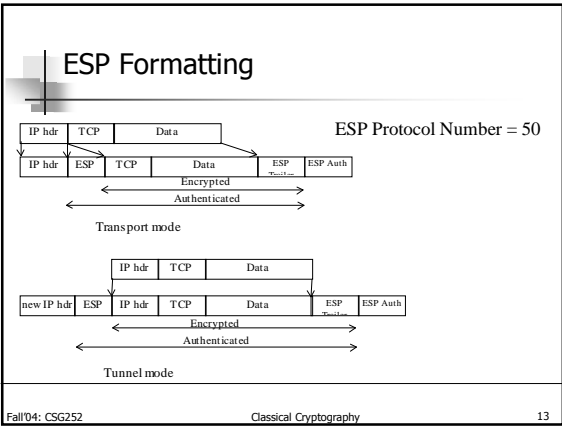 ESP Formatting
ESP Protocol Number = 50
IP hdr TCP Data
IP hdr ESP TCP Data ESP ESP Auth
Encrypted
Authenticated
Transport mode
IP hdr TCP Data
new IP hdr ESP IP hdr TCP Data ESP ESP Auth
Encrypted
Authenticated
Tunnel mode
Fall'04: CSG252 Classical Cryptography 13